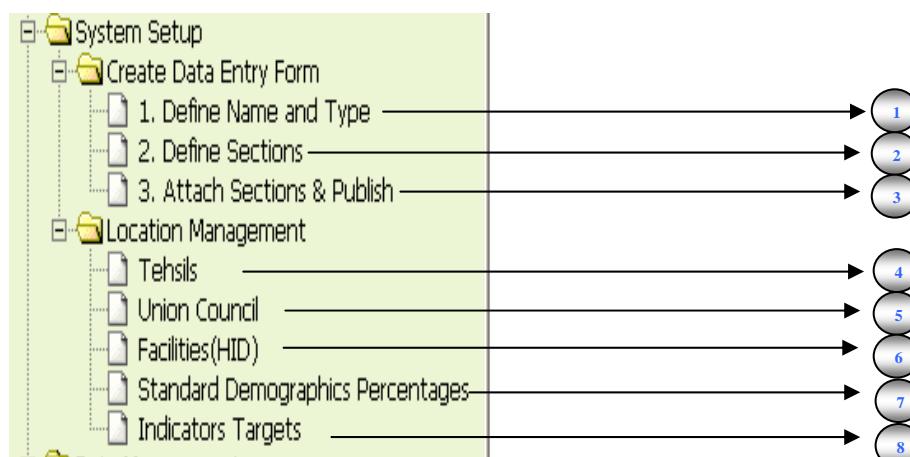 System Setup
Create Data Entry Form
1. Define Name and Type 1
2. Define Sections 2
3. Attach Sections & Publish 3
Location Management
Tehsils 4
Union Council 5
Facilities(HID) 6
Standard Demographics Percentages 7
Indicators Targets 8